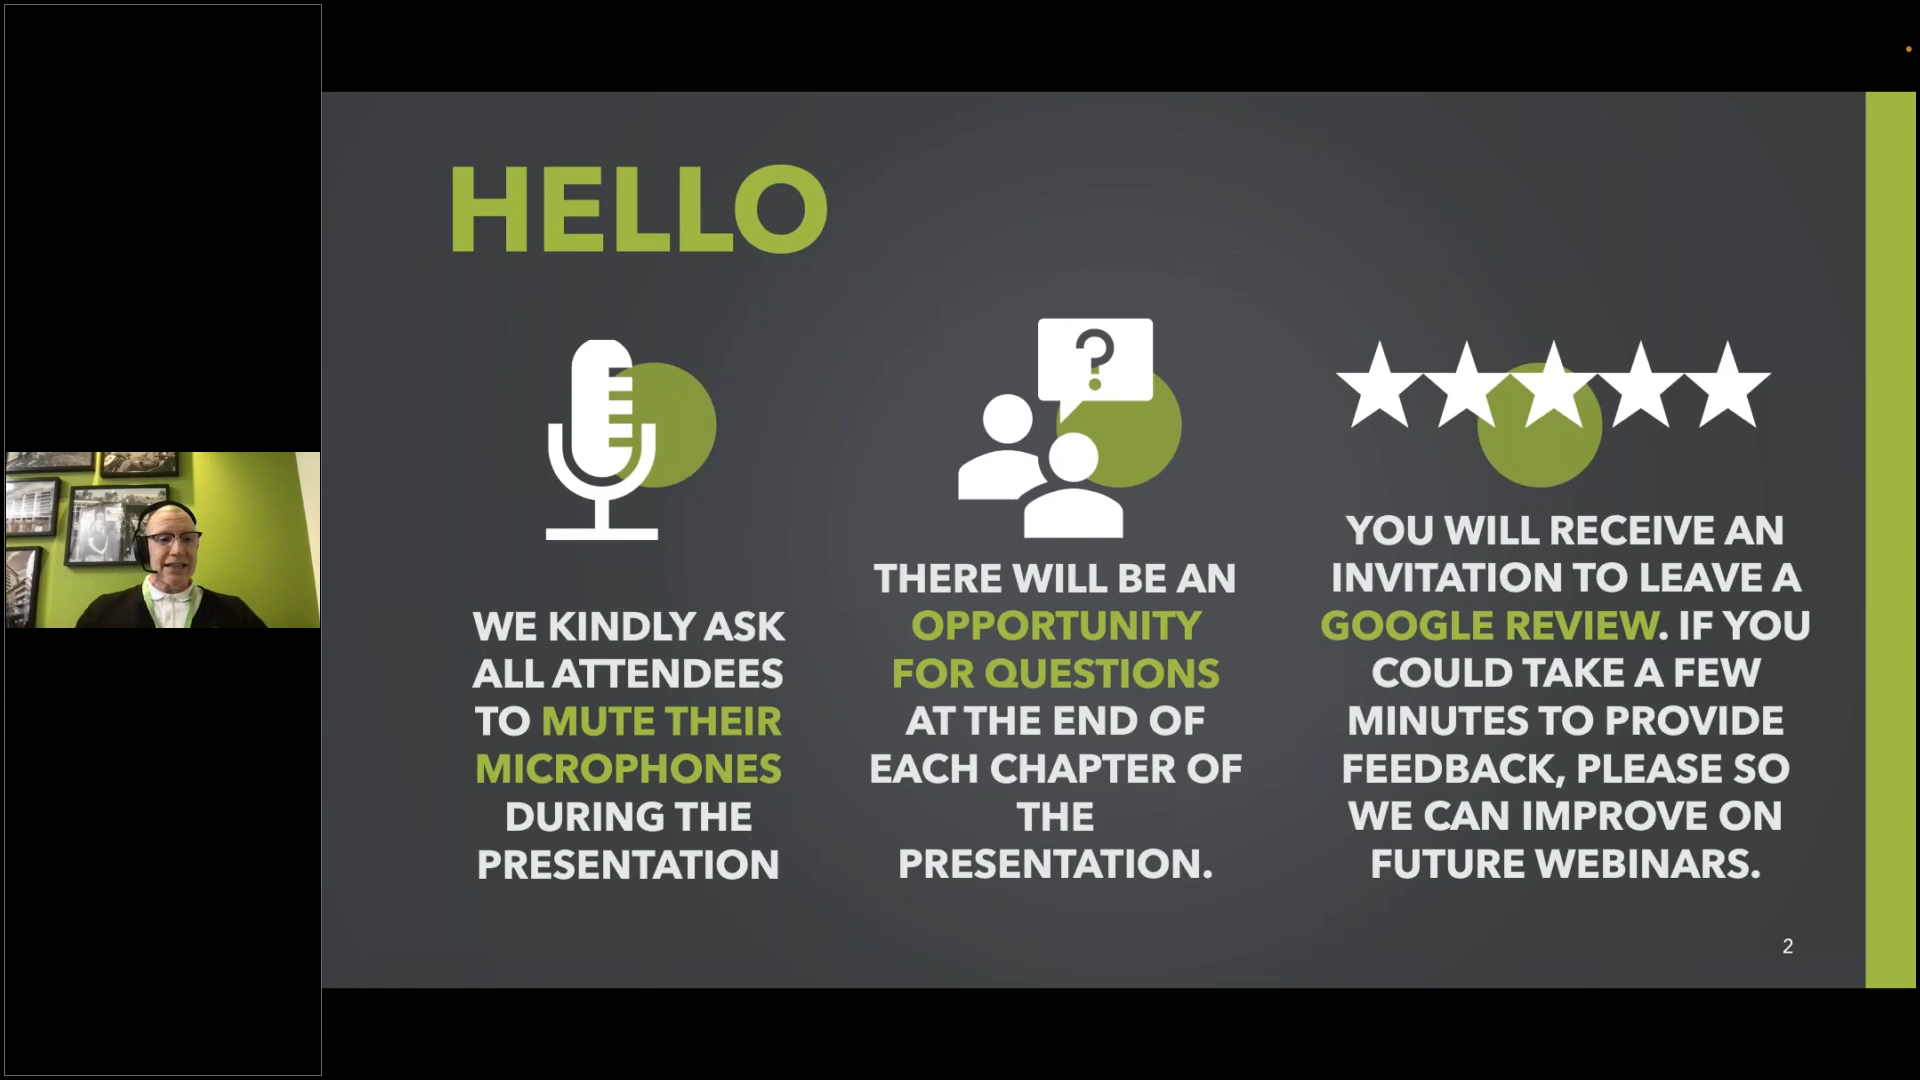 HELLO
?
WE KINDLY ASK
ALL ATTENDEES
TO MUTE THEIR
MICROPHONES
DURING THE
PRESENTATION
THERE WILL BE AN
OPPORTUNITY
FOR QUESTIONS
AT THE END OF
EACH CHAPTER OF
THE
PRESENTATION.
YOU WILL RECEIVE AN
INVITATION TO LEAVE A
GOOGLE REVIEW. IF YOU
COULD TAKE A FEW
MINUTES TO PROVIDE
FEEDBACK, PLEASE SO
WE CAN IMPROVE ON
FUTURE WEBINARS.
2